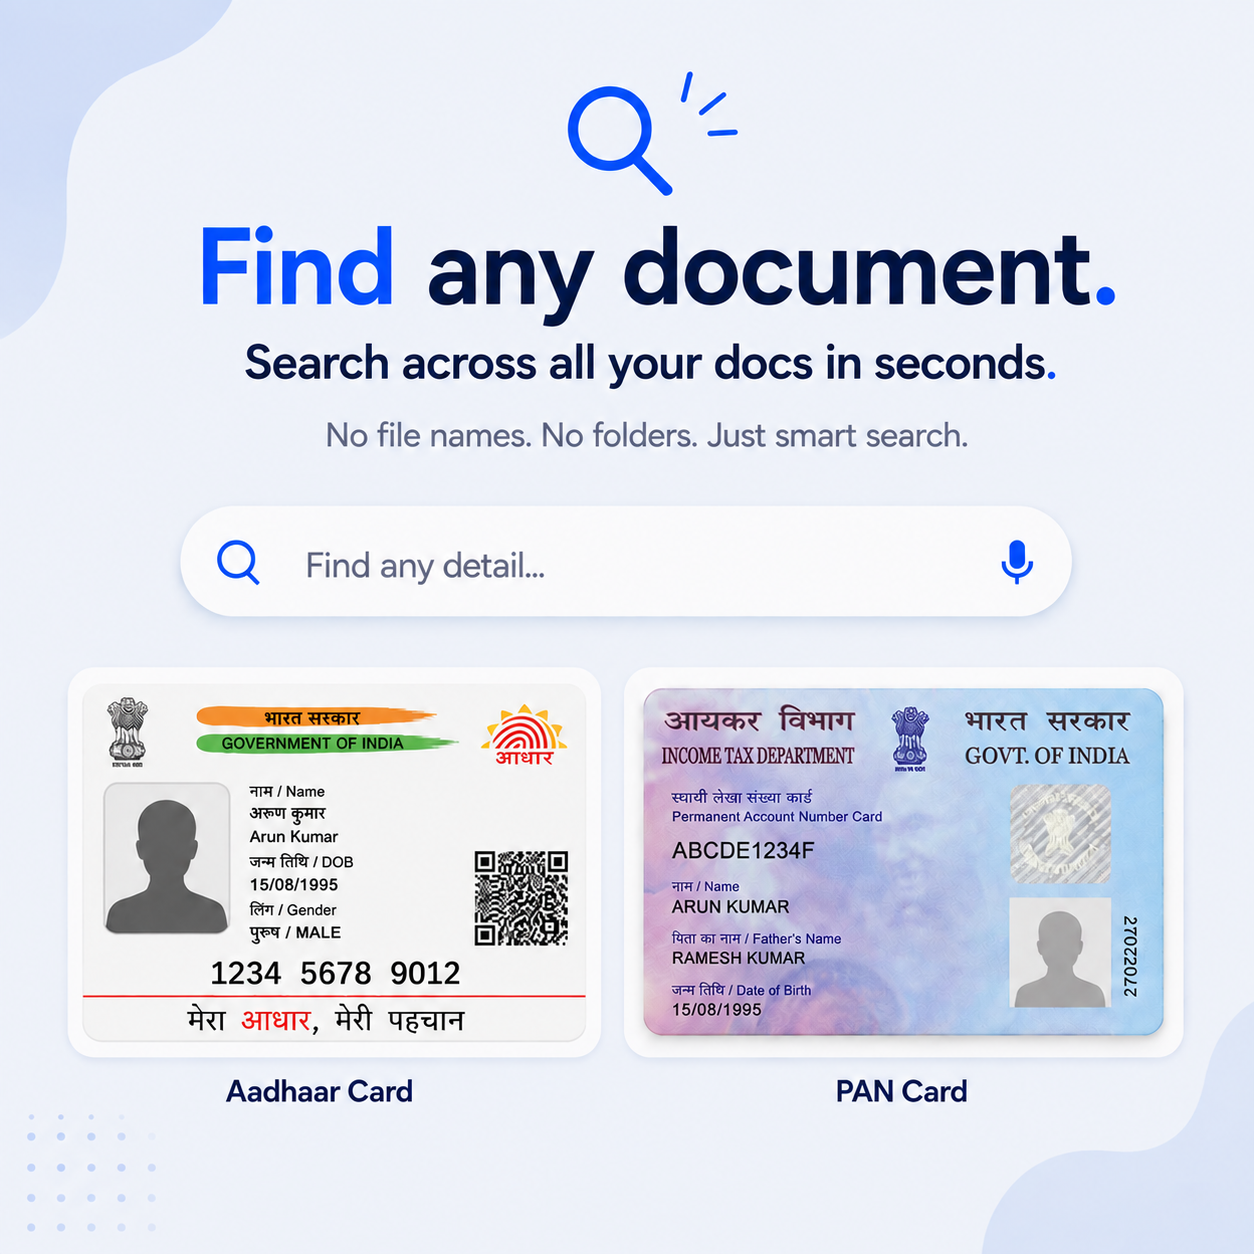 Find any document.
Search across all your docs in seconds.
No file names. No folders. Just smart search.
Find any detail...
भारत सरकार
GOVERNMENT OF INDIA
आधार
नाम / Name
अरूण कुमार
Arun Kumar
जन्म तिथि / DOB
15/08/1995
लिंग / Gender
पुरूष / MALE
1234 5678 9012
मेरा आधार, मेरी पहचान
Aadhaar Card
आयकर विभाग
INCOME TAX DEPARTMENT
भारत सरकार
GOVT. OF INDIA
स्थायी लेखा संख्या कार्ड
Permanent Account Number Card
ABCDE1234F
नाम / Name
ARUN KUMAR
पिता का नाम / Father's Name
RAMESH KUMAR
जन्म तिथि / Date of Birth
15/08/1995
27022027
PAN Card